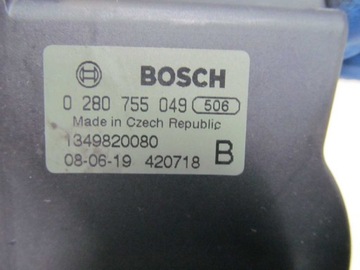 BOSCH
0 280 755 049 506
Made in Czech Republic
1349820080
08-06-19 420718 B